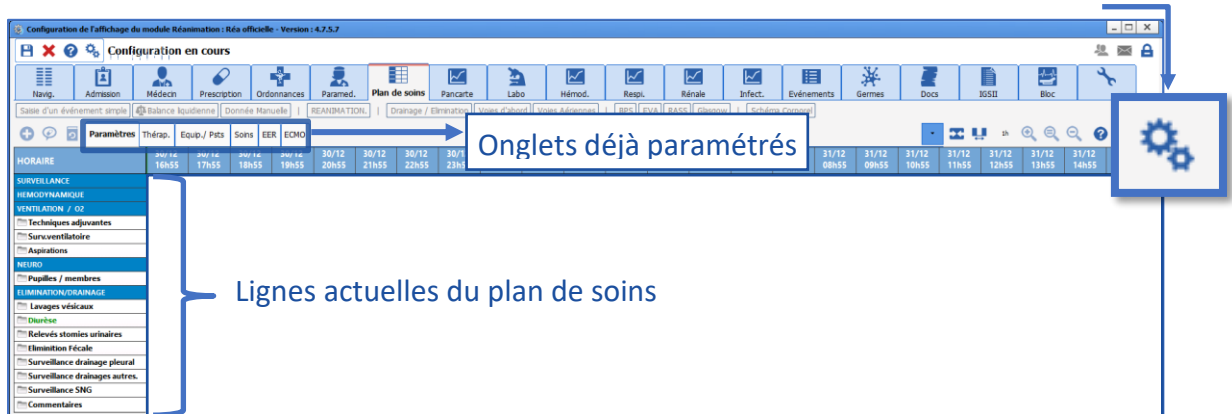 Configuration de l'affichage du module Réanimation : Réa officielle - Version : 4.7.5.7
Configuration en cours
Navig. Admission Médecin Prescription Ordonnances Paramed. Plan de soins Pancarte Labo Hémod. Respi. Rénale Infect. Evénements Germes Docs IGSII Bloc
Saisie d'un événement simple Balance liquidienne Donnée Manuelle | REANIMATION. | Drainage / Elimination Voies d'abord Voies Aériennes | BPS EVA RASS Glasgow | Schéma Corporel
Paramètres Thérap. Equip./ Psts Soins EER ECMO
Onglets déjà paramétrés
1h
HORAIRE
30/12 30/12 30/12 30/12 30/12 30/12 30/12 31/12 31/12 31/12 31/12 31/12 31/12 31/12
16h55 17h55 18h55 19h55 20h55 21h55 22h55 08h55 09h55 10h55 11h55 12h55 13h55 14h55
SURVEILLANCE
HEMODYNAMIQUE
VENTILATION / O2
Techniques adjuvantes
Surv.ventilatoire
Aspirations
NEURO
Pupilles / membres
ELIMINATION/DRAINAGE
Lavages vésicaux
Diurèse
Relevés stomies urinaires
Eliminition Fécale
Surveillance drainage pleural
Surveillance drainages autres.
Surveillance SNG
Commentaires
Lignes actuelles du plan de soins